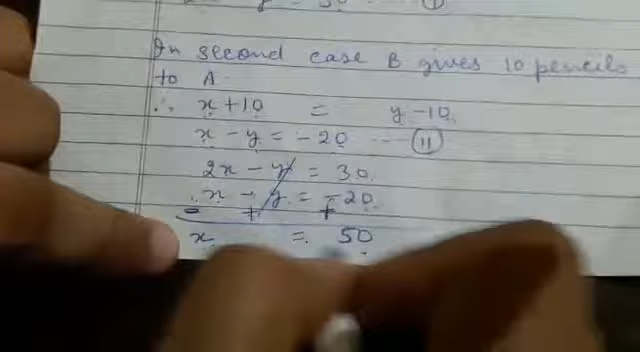 In second case B gives 10 pencils
to A
∴ x+10 = y-10
x - y = -20 ---- (II)
2x - y = 30
x - y = -20
- + +
x = 50